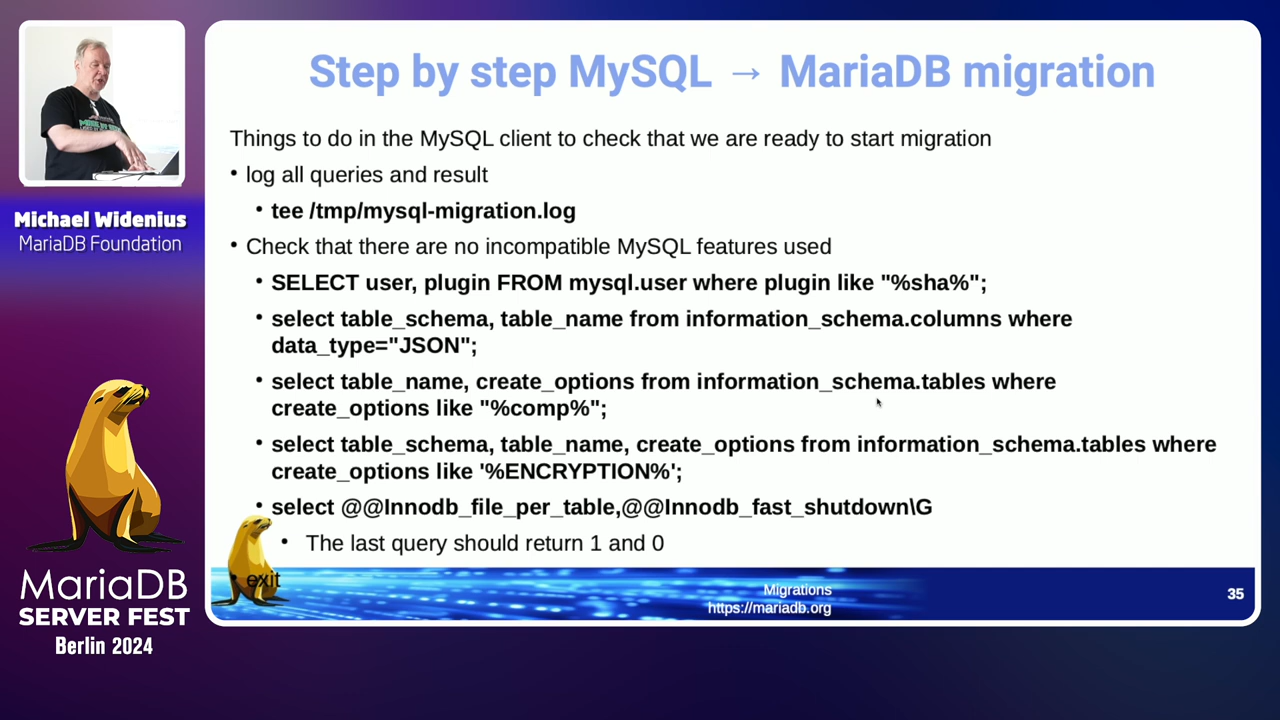 Step by step MySQL → MariaDB migration
Things to do in the MySQL client to check that we are ready to start migration
• log all queries and result
• tee /tmp/mysql-migration.log
• Check that there are no incompatible MySQL features used
• SELECT user, plugin FROM mysql.user where plugin like "%sha%";
• select table_schema, table_name from information_schema.columns where
data_type="JSON";
• select table_name, create_options from information_schema.tables where
create_options like "%comp%";
• select table_schema, table_name, create_options from information_schema.tables where
create_options like '%ENCRYPTION%';
• select @@Innodb_file_per_table,@@Innodb_fast_shutdown\G
• The last query should return 1 and 0
• exit
Migrations
https://mariadb.org
35
Michael Widenius
MariaDB Foundation
MariaDB
SERVER FEST
Berlin 2024